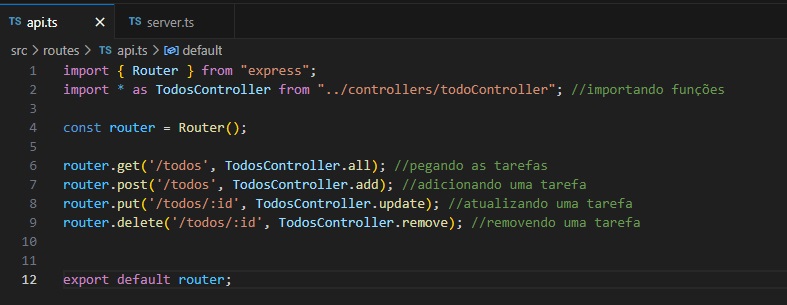 TS api.ts × TS server.ts
src > routes > TS api.ts > default
1 import { Router } from "express";
2 import * as TodosController from "../controllers/todoController"; //importando funções
3
4 const router = Router();
5
6 router.get('/todos', TodosController.all); //pegando as tarefas
7 router.post('/todos', TodosController.add); //adicionando uma tarefa
8 router.put('/todos/:id', TodosController.update); //atualizando uma tarefa
9 router.delete('/todos/:id', TodosController.remove); //removendo uma tarefa
10
11
12 export default router;